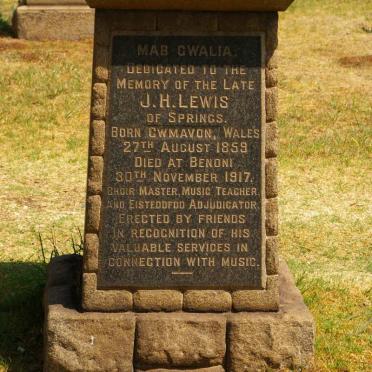 MAB GWALIA.
DEDICATED TO THE
MEMORY OF THE LATE
J.H. LEWIS
OF SPRINGS.
BORN CWMAVON, WALES
27TH AUGUST 1859
DIED AT BENONI
30TH NOVEMBER 1917.
CHOIR MASTER, MUSIC TEACHER,
AND EISTEDDFOD ADJUDICATOR.
ERECTED BY FRIENDS
IN RECOGNITION OF HIS
VALUABLE SERVICES IN
CONNECTION WITH MUSIC.